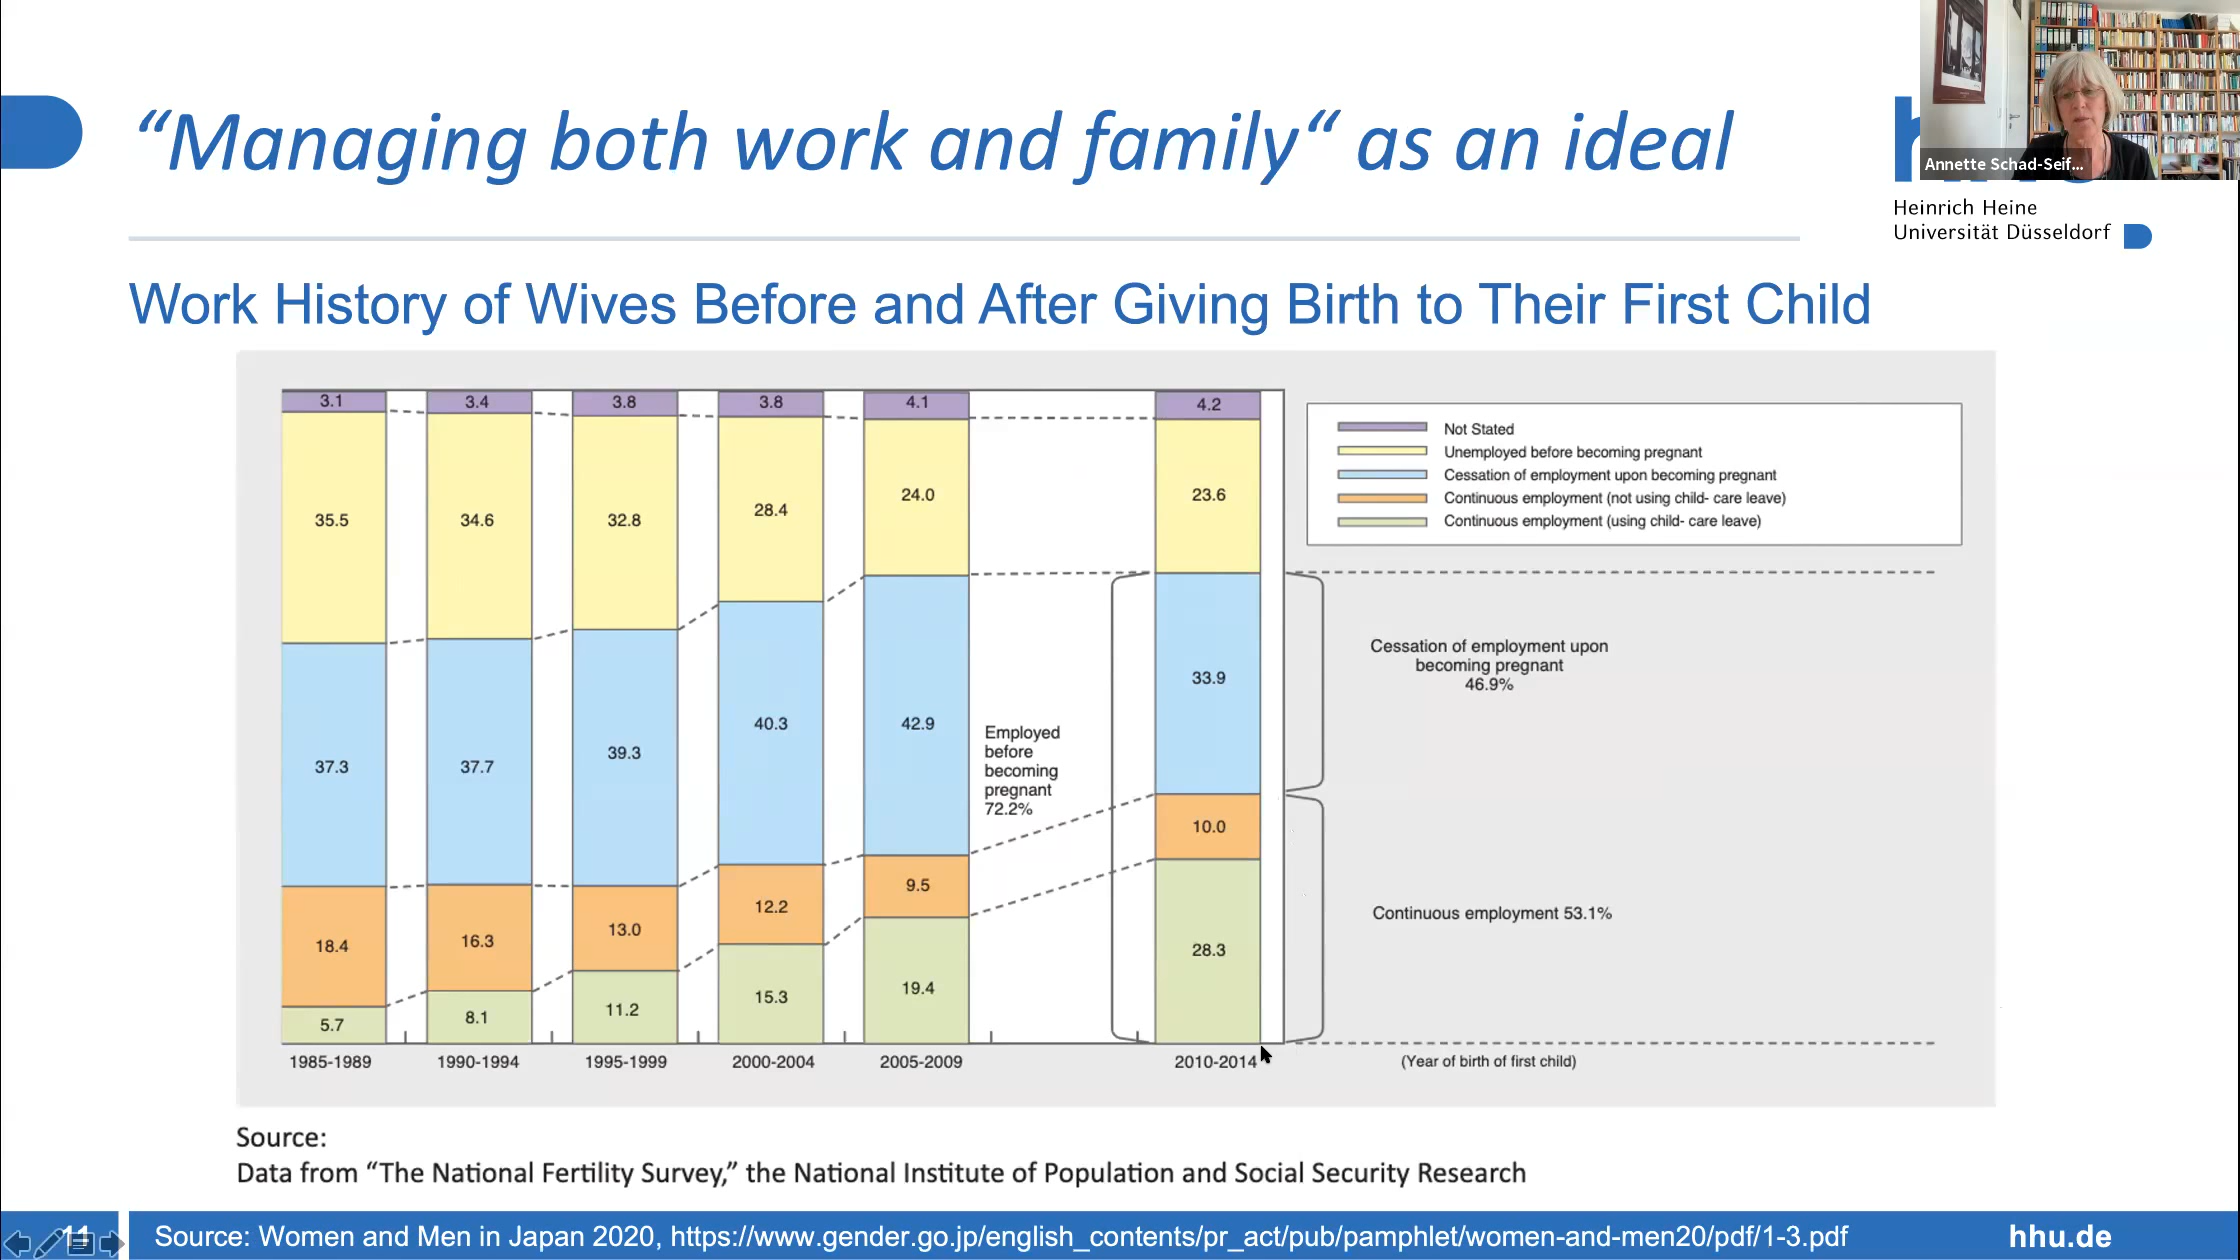 “Managing both work and family“ as an ideal
Annette Schad-Seif...
Heinrich Heine
Universität Düsseldorf
Work History of Wives Before and After Giving Birth to Their First Child
3.1
3.4
3.8
3.8
4.1
4.2
35.5
34.6
32.8
28.4
24.0
23.6
37.3
37.7
39.3
40.3
42.9
33.9
18.4
16.3
13.0
12.2
9.5
10.0
5.7
8.1
11.2
15.3
19.4
28.3
Employed
before
becoming
pregnant
72.2%
Not Stated
Unemployed before becoming pregnant
Cessation of employment upon becoming pregnant
Continuous employment (not using child- care leave)
Continuous employment (using child- care leave)
Cessation of employment upon
becoming pregnant
46.9%
Continuous employment 53.1%
1985-1989
1990-1994
1995-1999
2000-2004
2005-2009
2010-2014
(Year of birth of first child)
Source:
Data from “The National Fertility Survey,” the National Institute of Population and Social Security Research
11
Source: Women and Men in Japan 2020, https://www.gender.go.jp/english_contents/pr_act/pub/pamphlet/women-and-men20/pdf/1-3.pdf
hhu.de